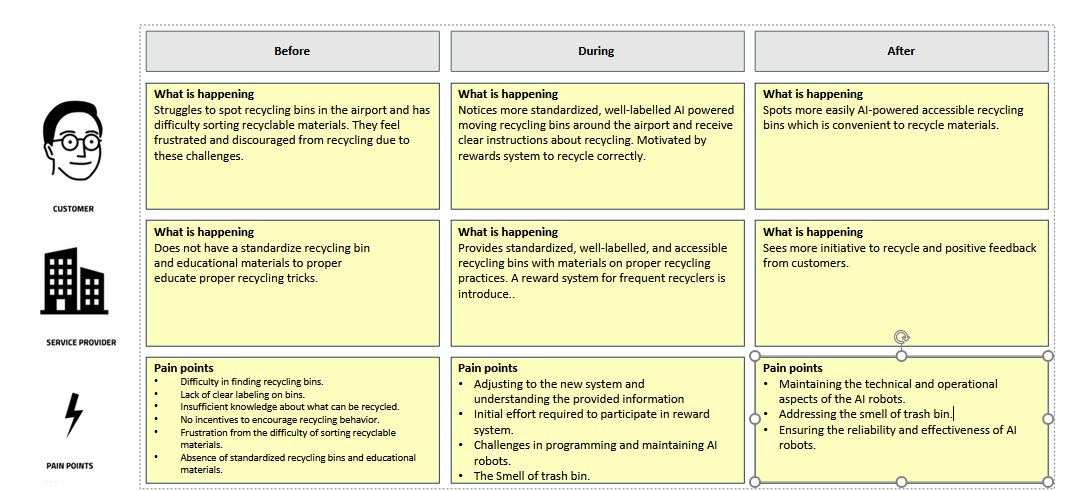 Before
During
After
What is happening
Struggles to spot recycling bins in the airport and has
difficulty sorting recyclable materials. They feel
frustrated and discouraged from recycling due to
these challenges.
What is happening
Notices more standardized, well-labelled AI powered
moving recycling bins around the airport and receive
clear instructions about recycling. Motivated by
rewards system to recycle correctly.
What is happening
Spots more easily AI-powered accessible recycling
bins which is convenient to recycle materials.
CUSTOMER
What is happening
Does not have a standardize recycling bin
and educational materials to proper
educate proper recycling tricks.
What is happening
Provides standardized, well-labelled, and accessible
recycling bins with materials on proper recycling
practices. A reward system for frequent recyclers is
introduce..
What is happening
Sees more initiative to recycle and positive feedback
from customers.
SERVICE PROVIDER
Pain points
• Difficulty in finding recycling bins.
• Lack of clear labeling on bins.
• Insufficient knowledge about what can be recycled.
• No incentives to encourage recycling behavior.
• Frustration from the difficulty of sorting recyclable
materials.
• Absence of standardized recycling bins and educational
materials.
Pain points
• Adjusting to the new system and
understanding the provided information
• Initial effort required to participate in reward
system.
• Challenges in programming and maintaining AI
robots.
• The Smell of trash bin.
Pain points
• Maintaining the technical and operational
aspects of the AI robots.
• Addressing the smell of trash bin.
• Ensuring the reliability and effectiveness of AI
robots.
PAIN POINTS